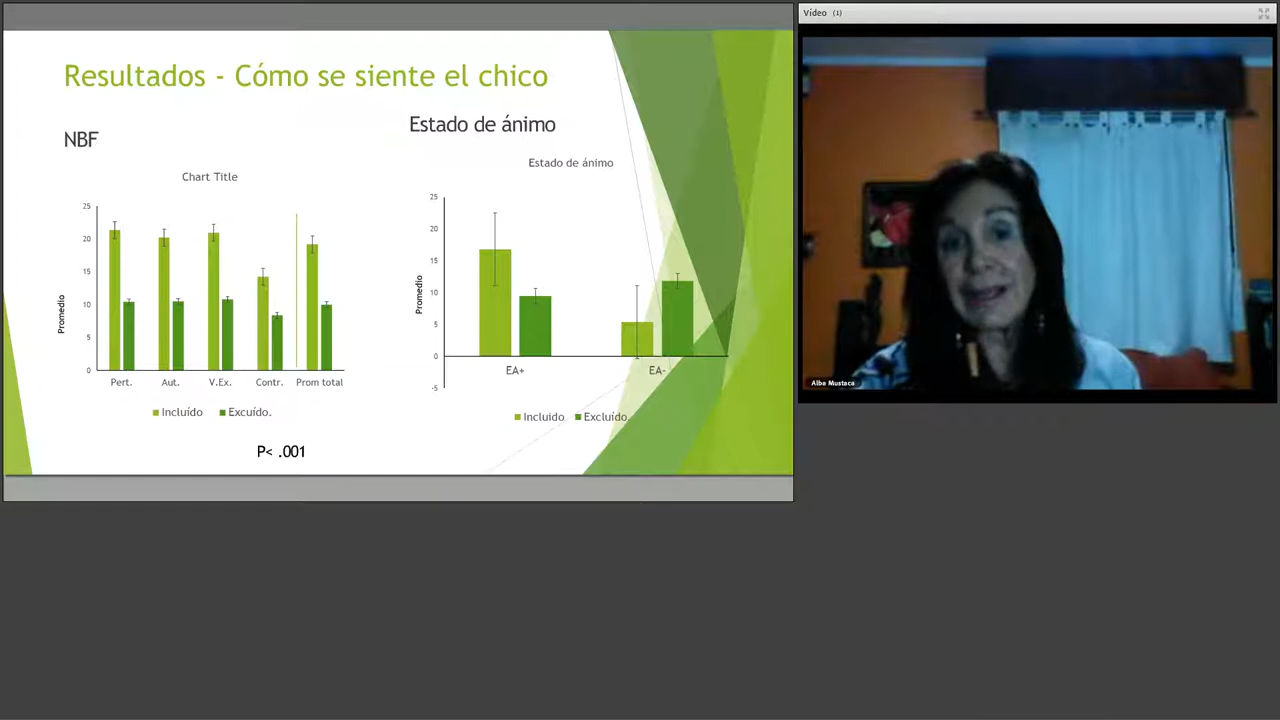 Resultados - Cómo se siente el chico
NBF
Chart Title
25
20
15
10
5
0
Promedio
Pert. Aut. V.Ex. Contr. Prom total
Incluído Excuído.
P< .001
Estado de ánimo
Estado de ánimo
25
20
15
10
5
0
-5
Promedio
EA+ EA-
Incluido Excluído.
Vídeo (1)
Alba Mustaca